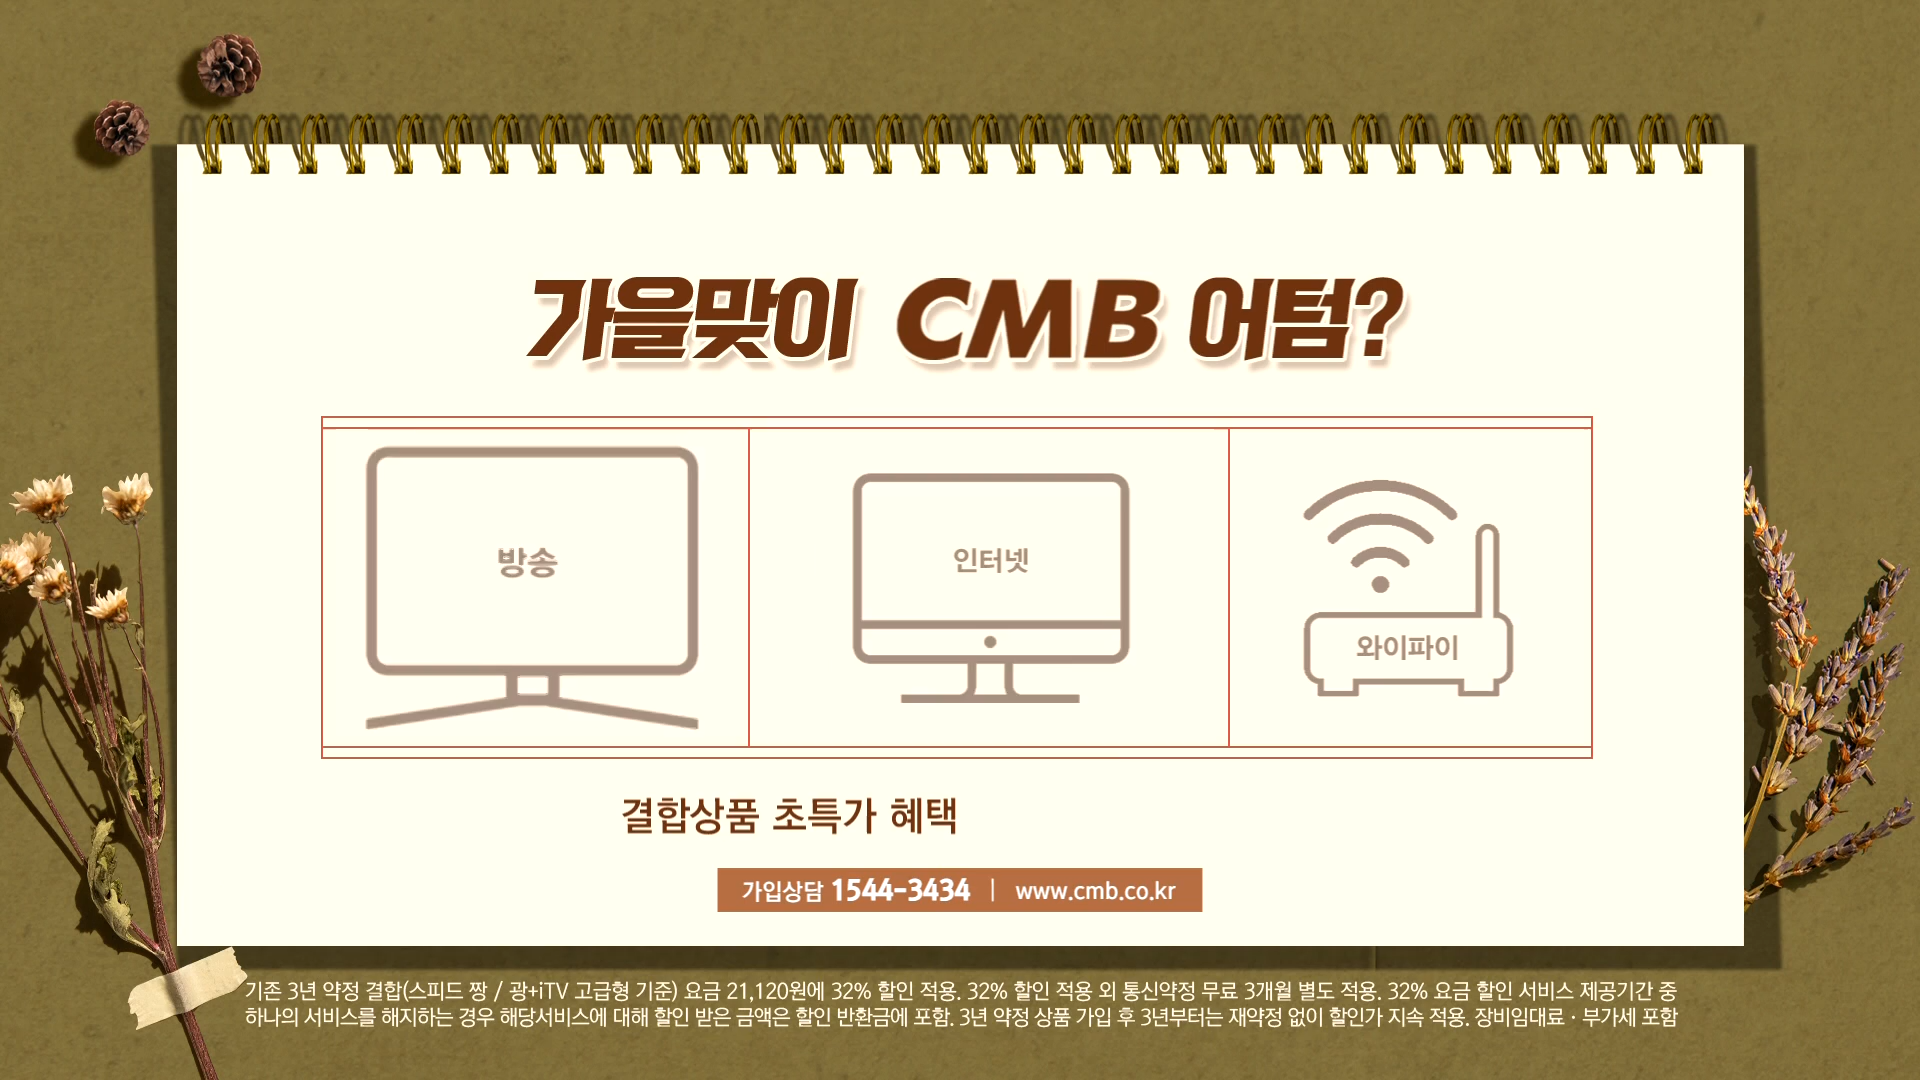 가을맞이 CMB 어텀?
방송
인터넷
와이파이
결합상품 초특가 혜택
가입상담 1544-3434 | www.cmb.co.kr
기존 3년 약정 결합(스피드 짱 / 광+iTV 고급형 기준) 요금 21,120원에 32% 할인 적용. 32% 할인 적용 외 통신약정 무료 3개월 별도 적용. 32% 요금 할인 서비스 제공기간 중
하나의 서비스를 해지하는 경우 해당서비스에 대해 할인 받은 금액은 할인 반환금에 포함. 3년 약정 상품 가입 후 3년부터는 재약정 없이 할인가 지속 적용. 장비임대료 · 부가세 포함